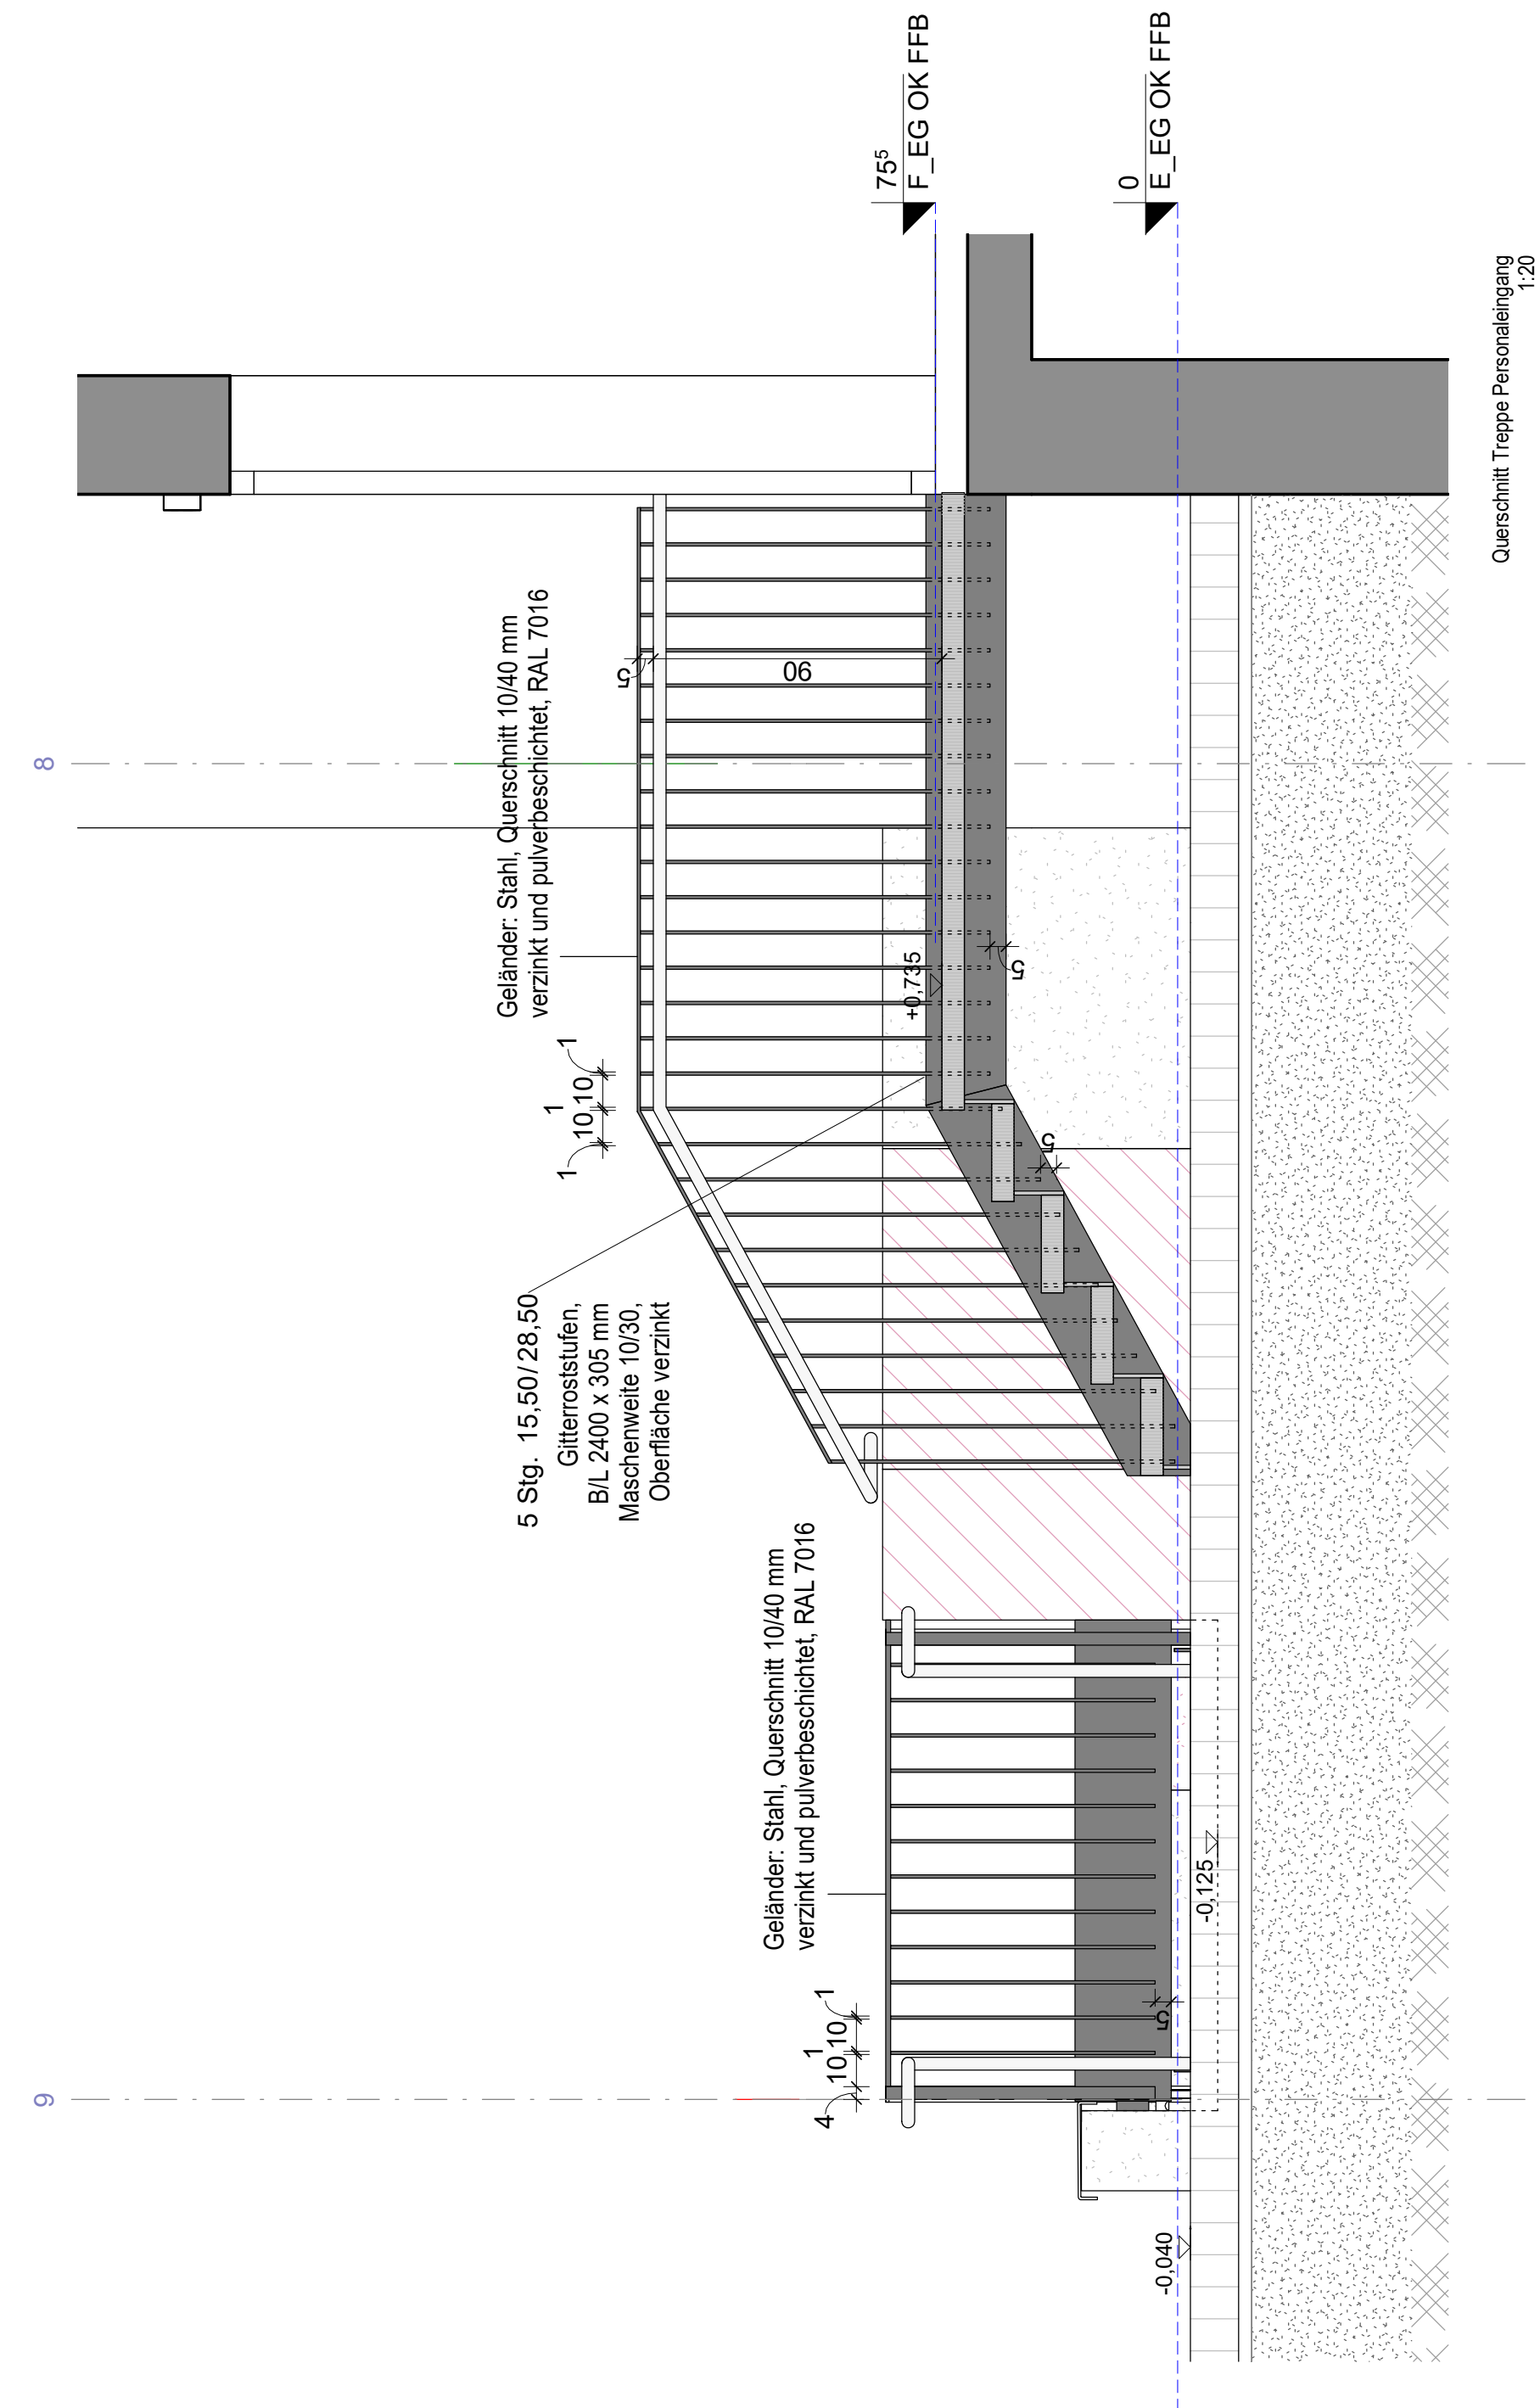 8
9
75⁵
F_EG OK FFB
0
E_EG OK FFB
Geländer: Stahl, Querschnitt 10/40 mm
verzinkt und pulverbeschichtet, RAL 7016
5
90
+0,735
5
1
10 10
1
1
5
5 Stg. 15,50/ 28,50
Gitterroststufen,
B/L 2400 x 305 mm
Maschenweite 10/30,
Oberfläche verzinkt
Geländer: Stahl, Querschnitt 10/40 mm
verzinkt und pulverbeschichtet, RAL 7016
4
10 10
1
1
5
-0,125
-0,040
Querschnitt Treppe Personaleingang
1:20